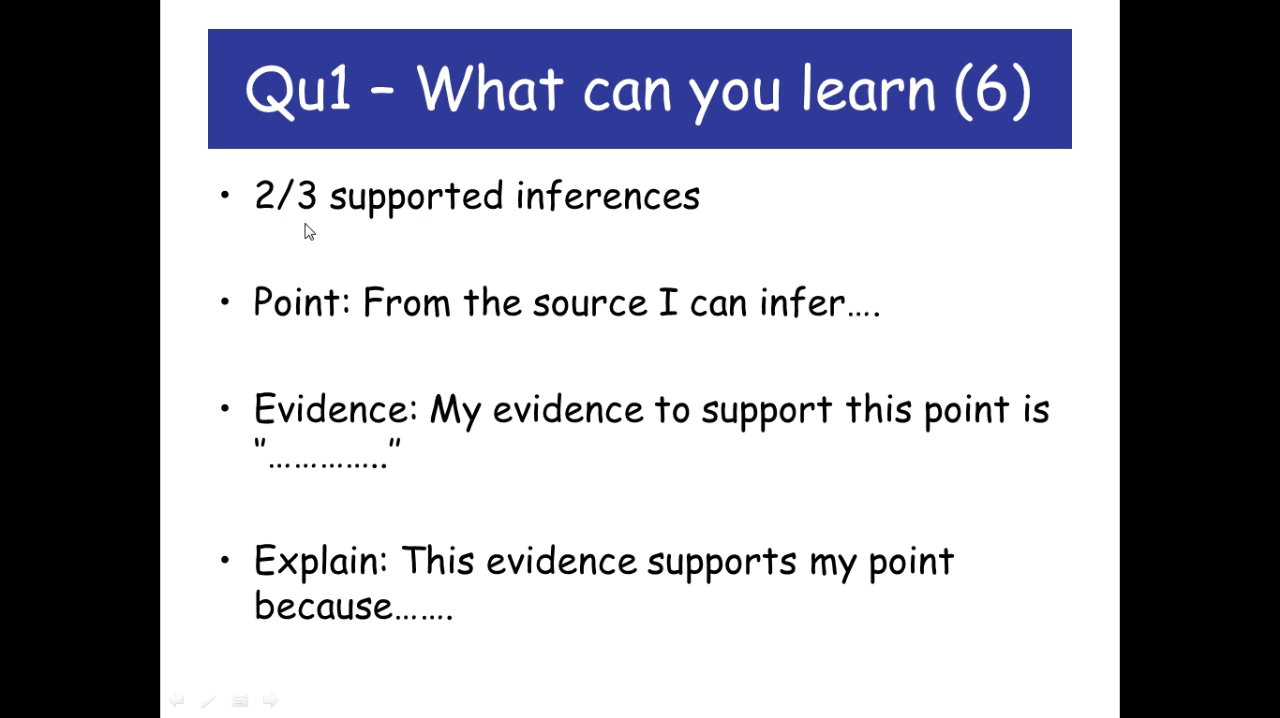 Qu1 – What can you learn (6)
• 2/3 supported inferences
• Point: From the source I can infer….
• Evidence: My evidence to support this point is
“…………..”
• Explain: This evidence supports my point
because…….